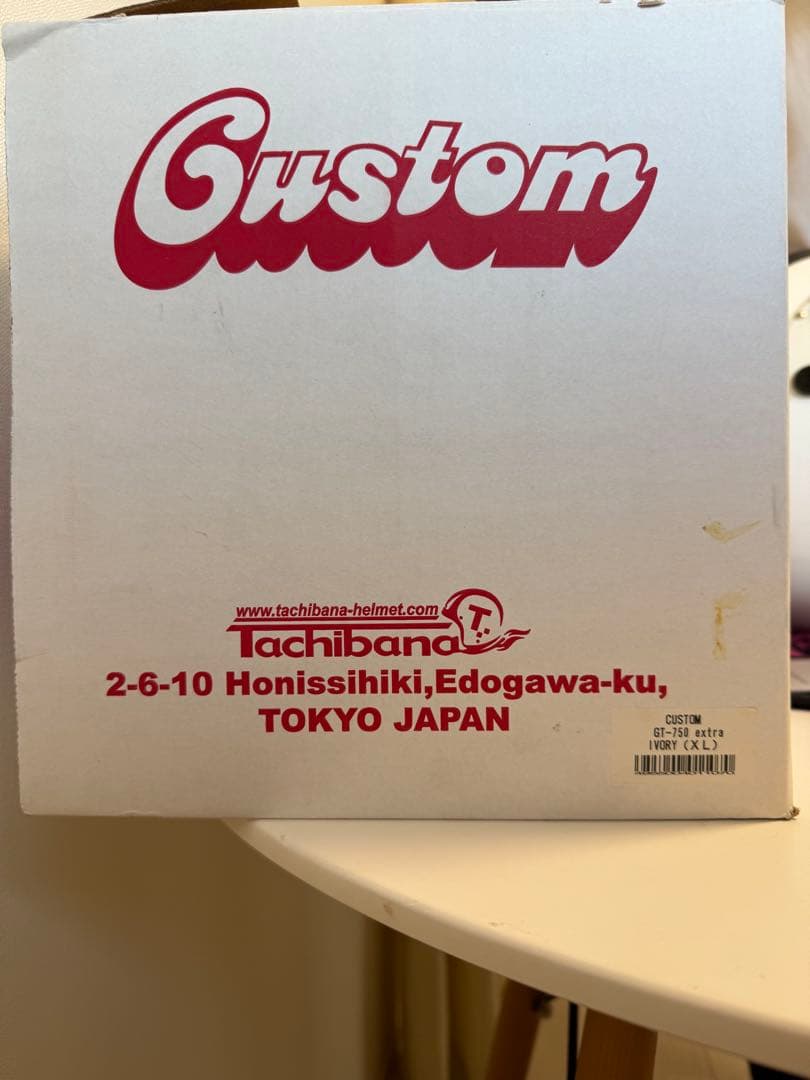 Custom
www.tachibana-helmet.com
T
Tachibana
2-6-10 Honissihiki,Edogawa-ku,
TOKYO JAPAN
CUSTOM
GT-750 extra
IVORY (XL)